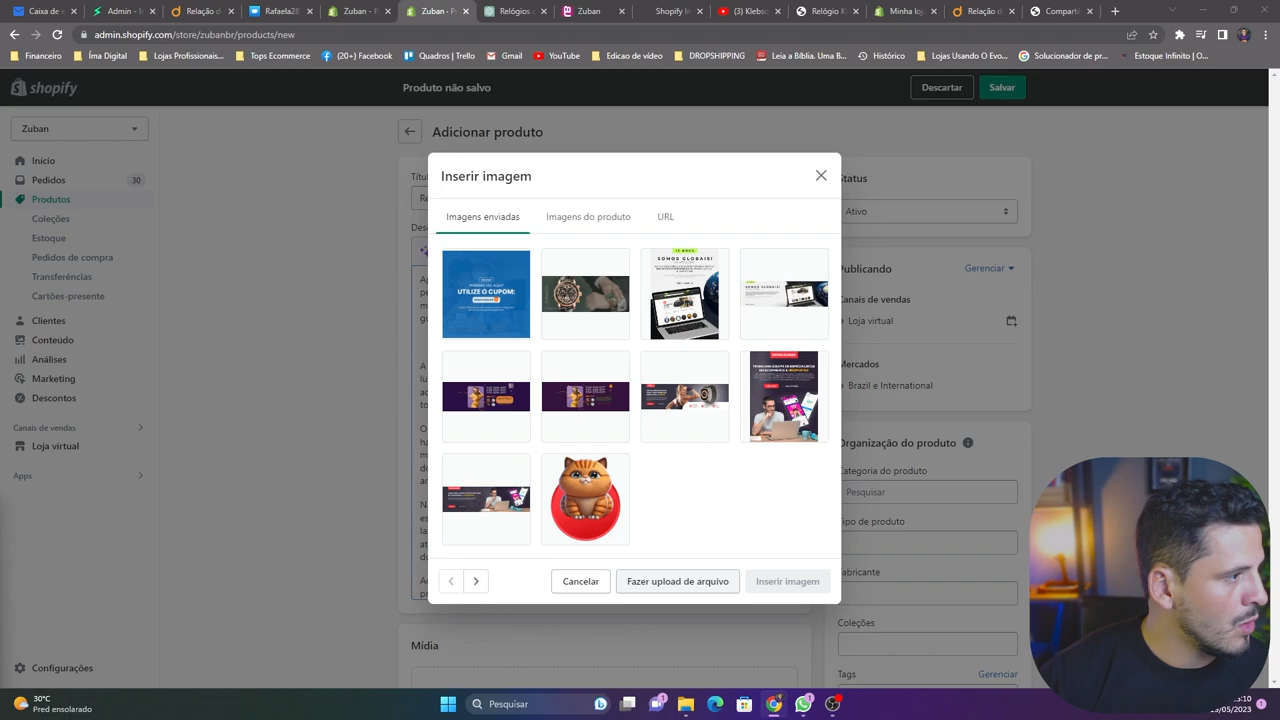 Caixa de e
Admin - B
Relação d
Rafaela28
Zuban - P
Zuban - P
Relógios c
Zuban
Shopify In
(3) Klebso
Relógio K
Minha loj
Relação d
Compartil
admin.shopify.com/store/zubanbr/products/new
Financeiro
Íma Digital
Lojas Profissionais...
Tops Ecommerce
(20+) Facebook
Quadros | Trello
Gmail
YouTube
Edicao de vídeo
DROPSHIPPING
Leia a Bíblia: Uma B...
Histórico
Lojas Usando O Evo...
Solucionador de pr...
Estoque Infinito | O...
shopify
Produto não salvo
Descartar
Salvar
Zuban
Início
Pedidos
30
Produtos
Coleções
Estoque
Pedidos de compra
Transferências
Cartões-presente
Clientes
Conteúdo
Análises
Marketing
Descontos
Canais de vendas
Loja virtual
Apps
Configurações
Adicionar produto
Inserir imagem
Imagens enviadas
Imagens do produto
URL
UTILIZE O CUPOM:
SOMOS GLOBAIS!
SOMOS GLOBAIS!
Cancelar
Fazer upload de arquivo
Inserir imagem
Mídia
Status
Ativo
Publicando
Gerenciar
Canais de vendas
Loja virtual
Mercados
Brazil e International
Organização do produto
Categoria do produto
Pesquisar
Tipo de produto
Fabricante
Coleções
Tags
Gerenciar
30°C
Pred ensolarado
Pesquisar